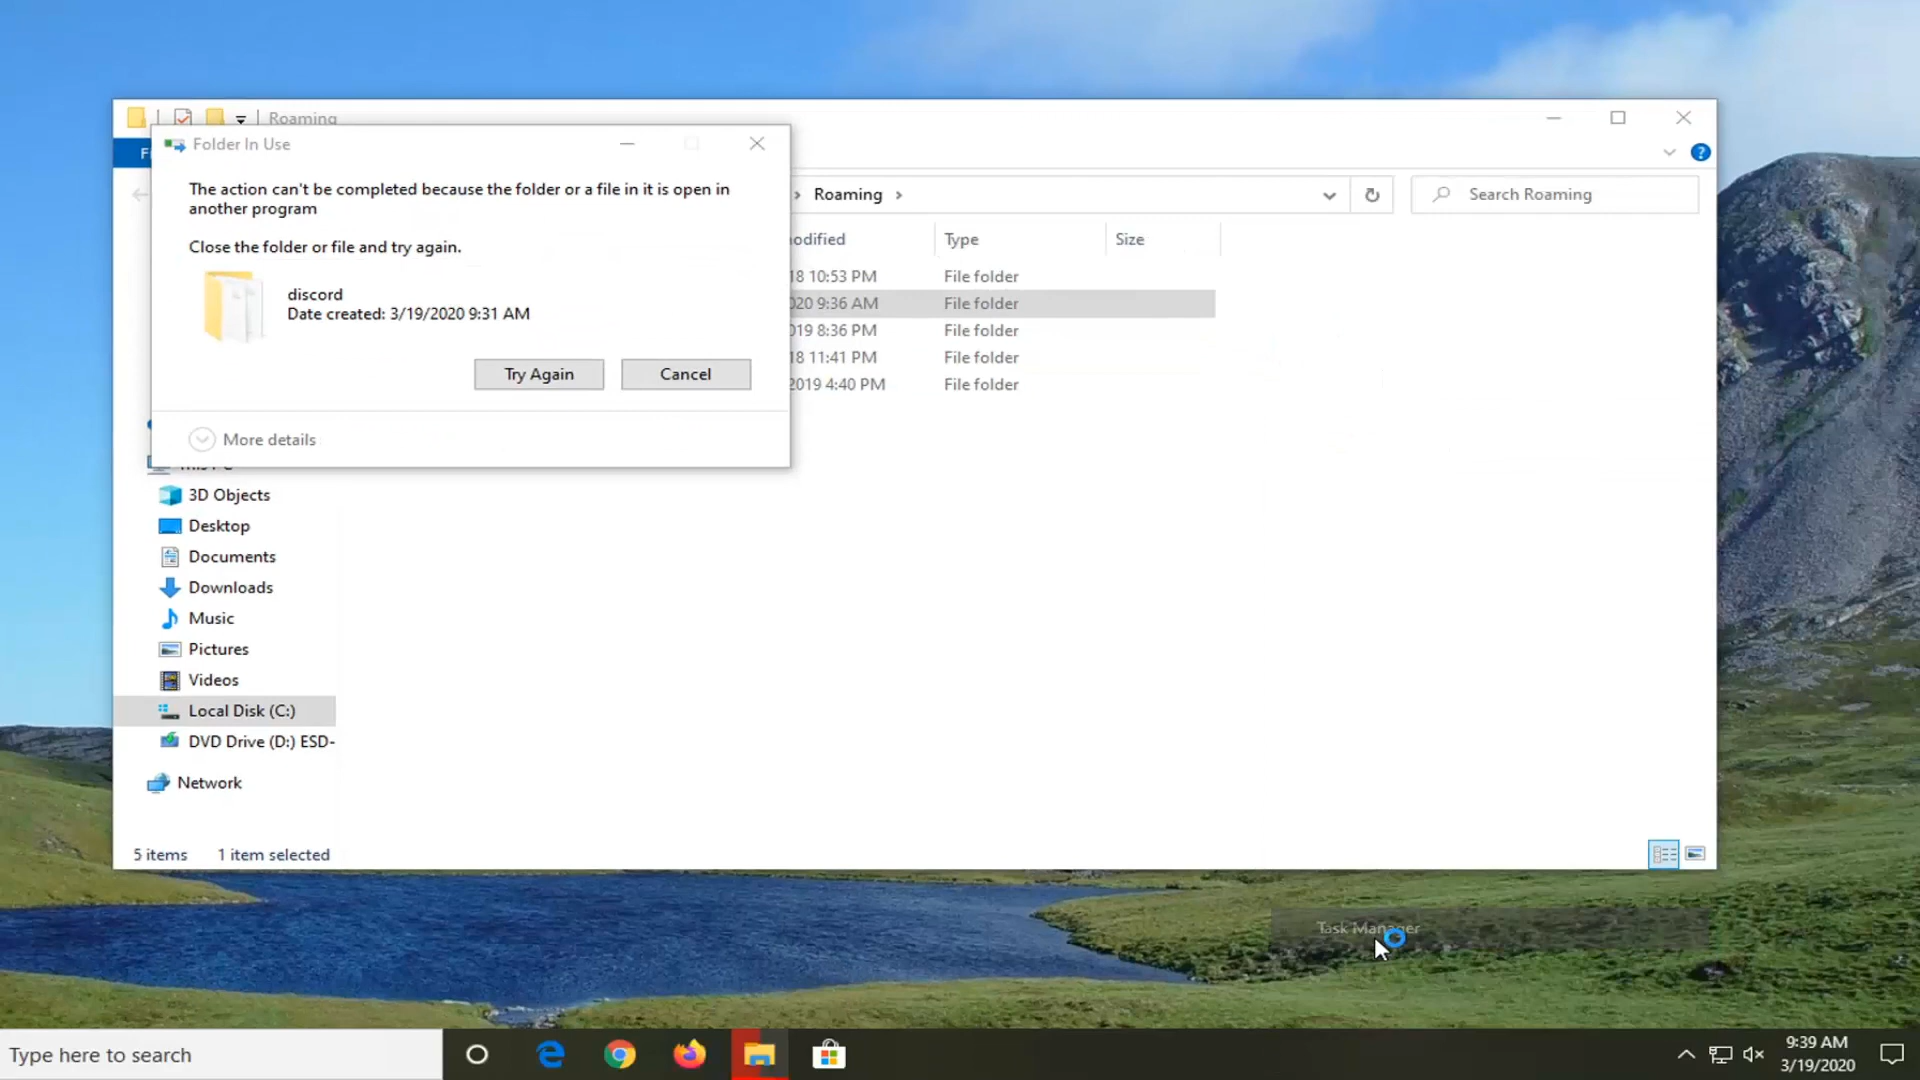 Roaming
Folder In Use
The action can't be completed because the folder or a file in it is open in
another program
Close the folder or file and try again.
discord
Date created: 3/19/2020 9:31 AM
Try Again
Cancel
More details
Roaming
Search Roaming
modified
Type
Size
18 10:53 PM
File folder
020 9:36 AM
File folder
019 8:36 PM
File folder
18 11:41 PM
File folder
2019 4:40 PM
File folder
3D Objects
Desktop
Documents
Downloads
Music
Pictures
Videos
Local Disk (C:)
DVD Drive (D:) ESD-
Network
5 items
1 item selected
Task Manager
Type here to search
9:39 AM
3/19/2020